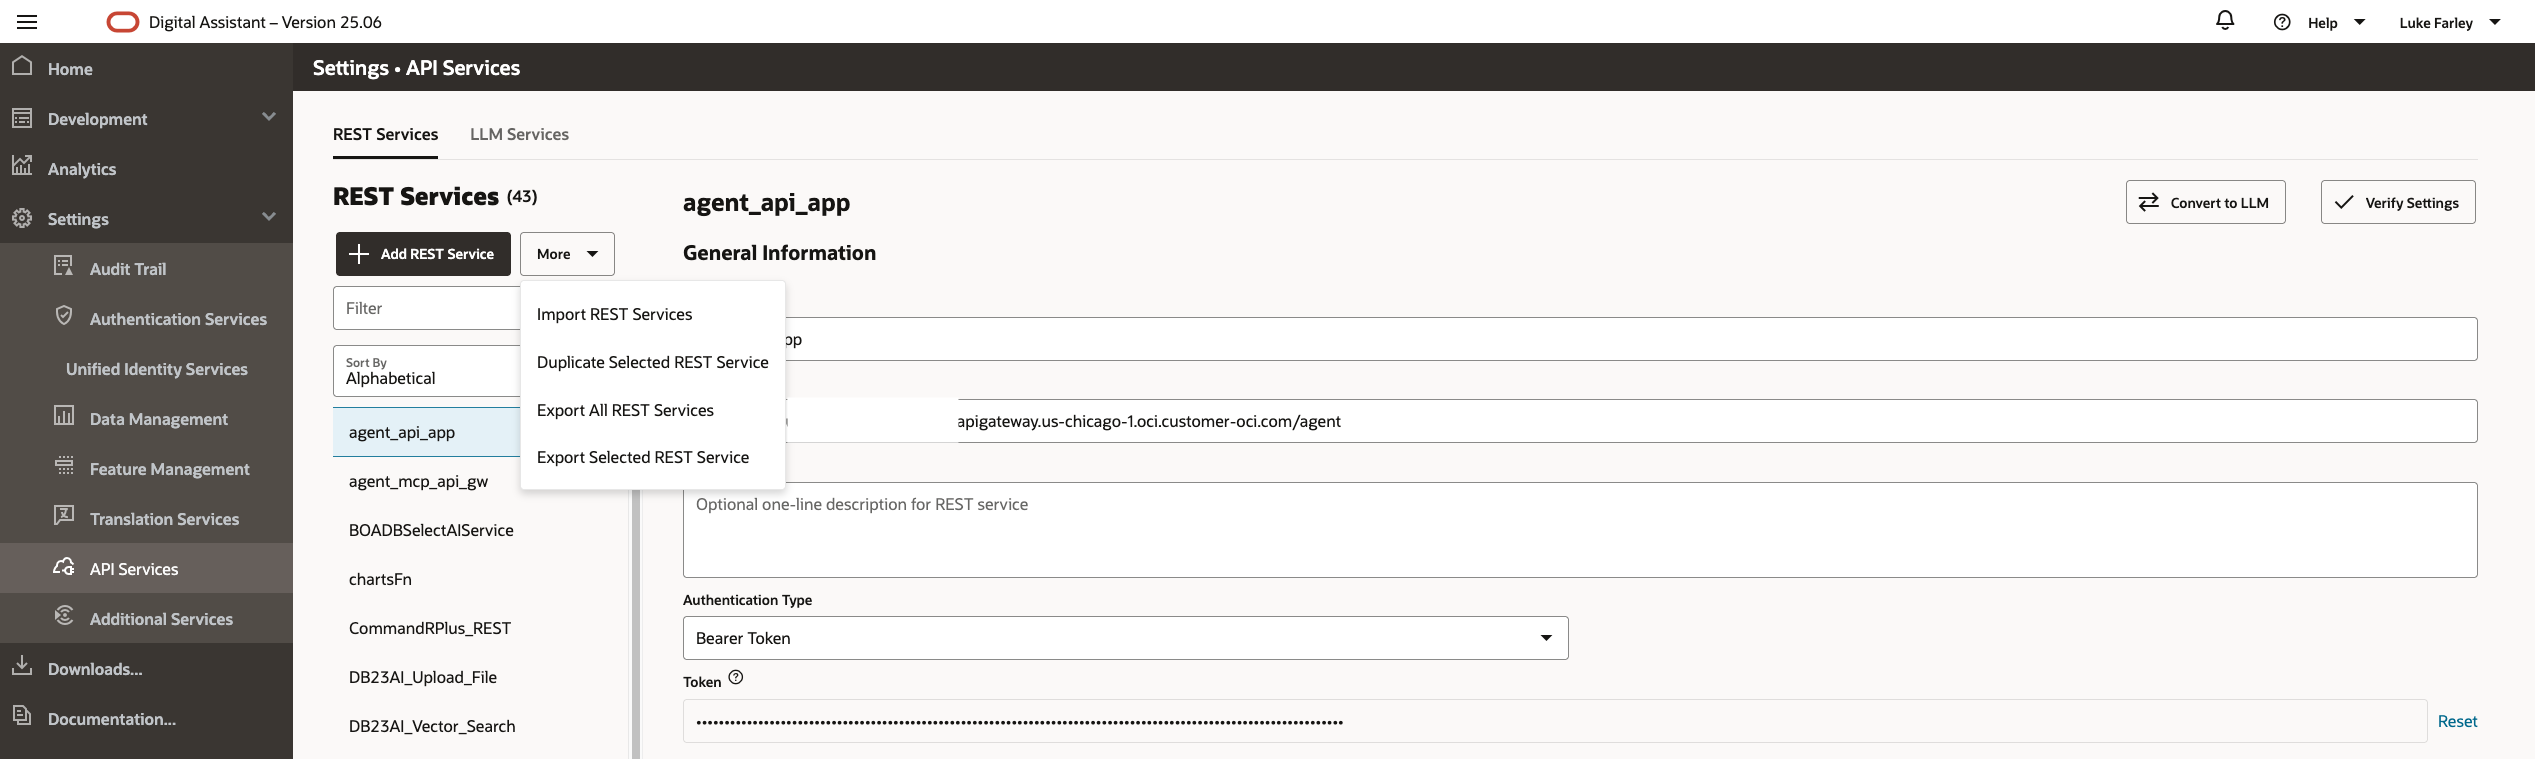 Digital Assistant – Version 25.06
Help
Luke Farley
Home
Development
Analytics
Settings
Audit Trail
Authentication Services
Unified Identity Services
Data Management
Feature Management
Translation Services
API Services
Additional Services
Downloads...
Documentation...
Settings • API Services
REST Services
LLM Services
REST Services (43)
Add REST Service
More
Filter
Sort By
Alphabetical
Import REST Services
Duplicate Selected REST Service
Export All REST Services
Export Selected REST Service
agent_api_app
agent_mcp_api_gw
BOADBSelectAIService
chartsFn
CommandRPlus_REST
DB23AI_Upload_File
DB23AI_Vector_Search
agent_api_app
Convert to LLM
Verify Settings
General Information
pp
apigateway.us-chicago-1.oci.customer-oci.com/agent
Optional one-line description for REST service
Authentication Type
Bearer Token
Token
Reset